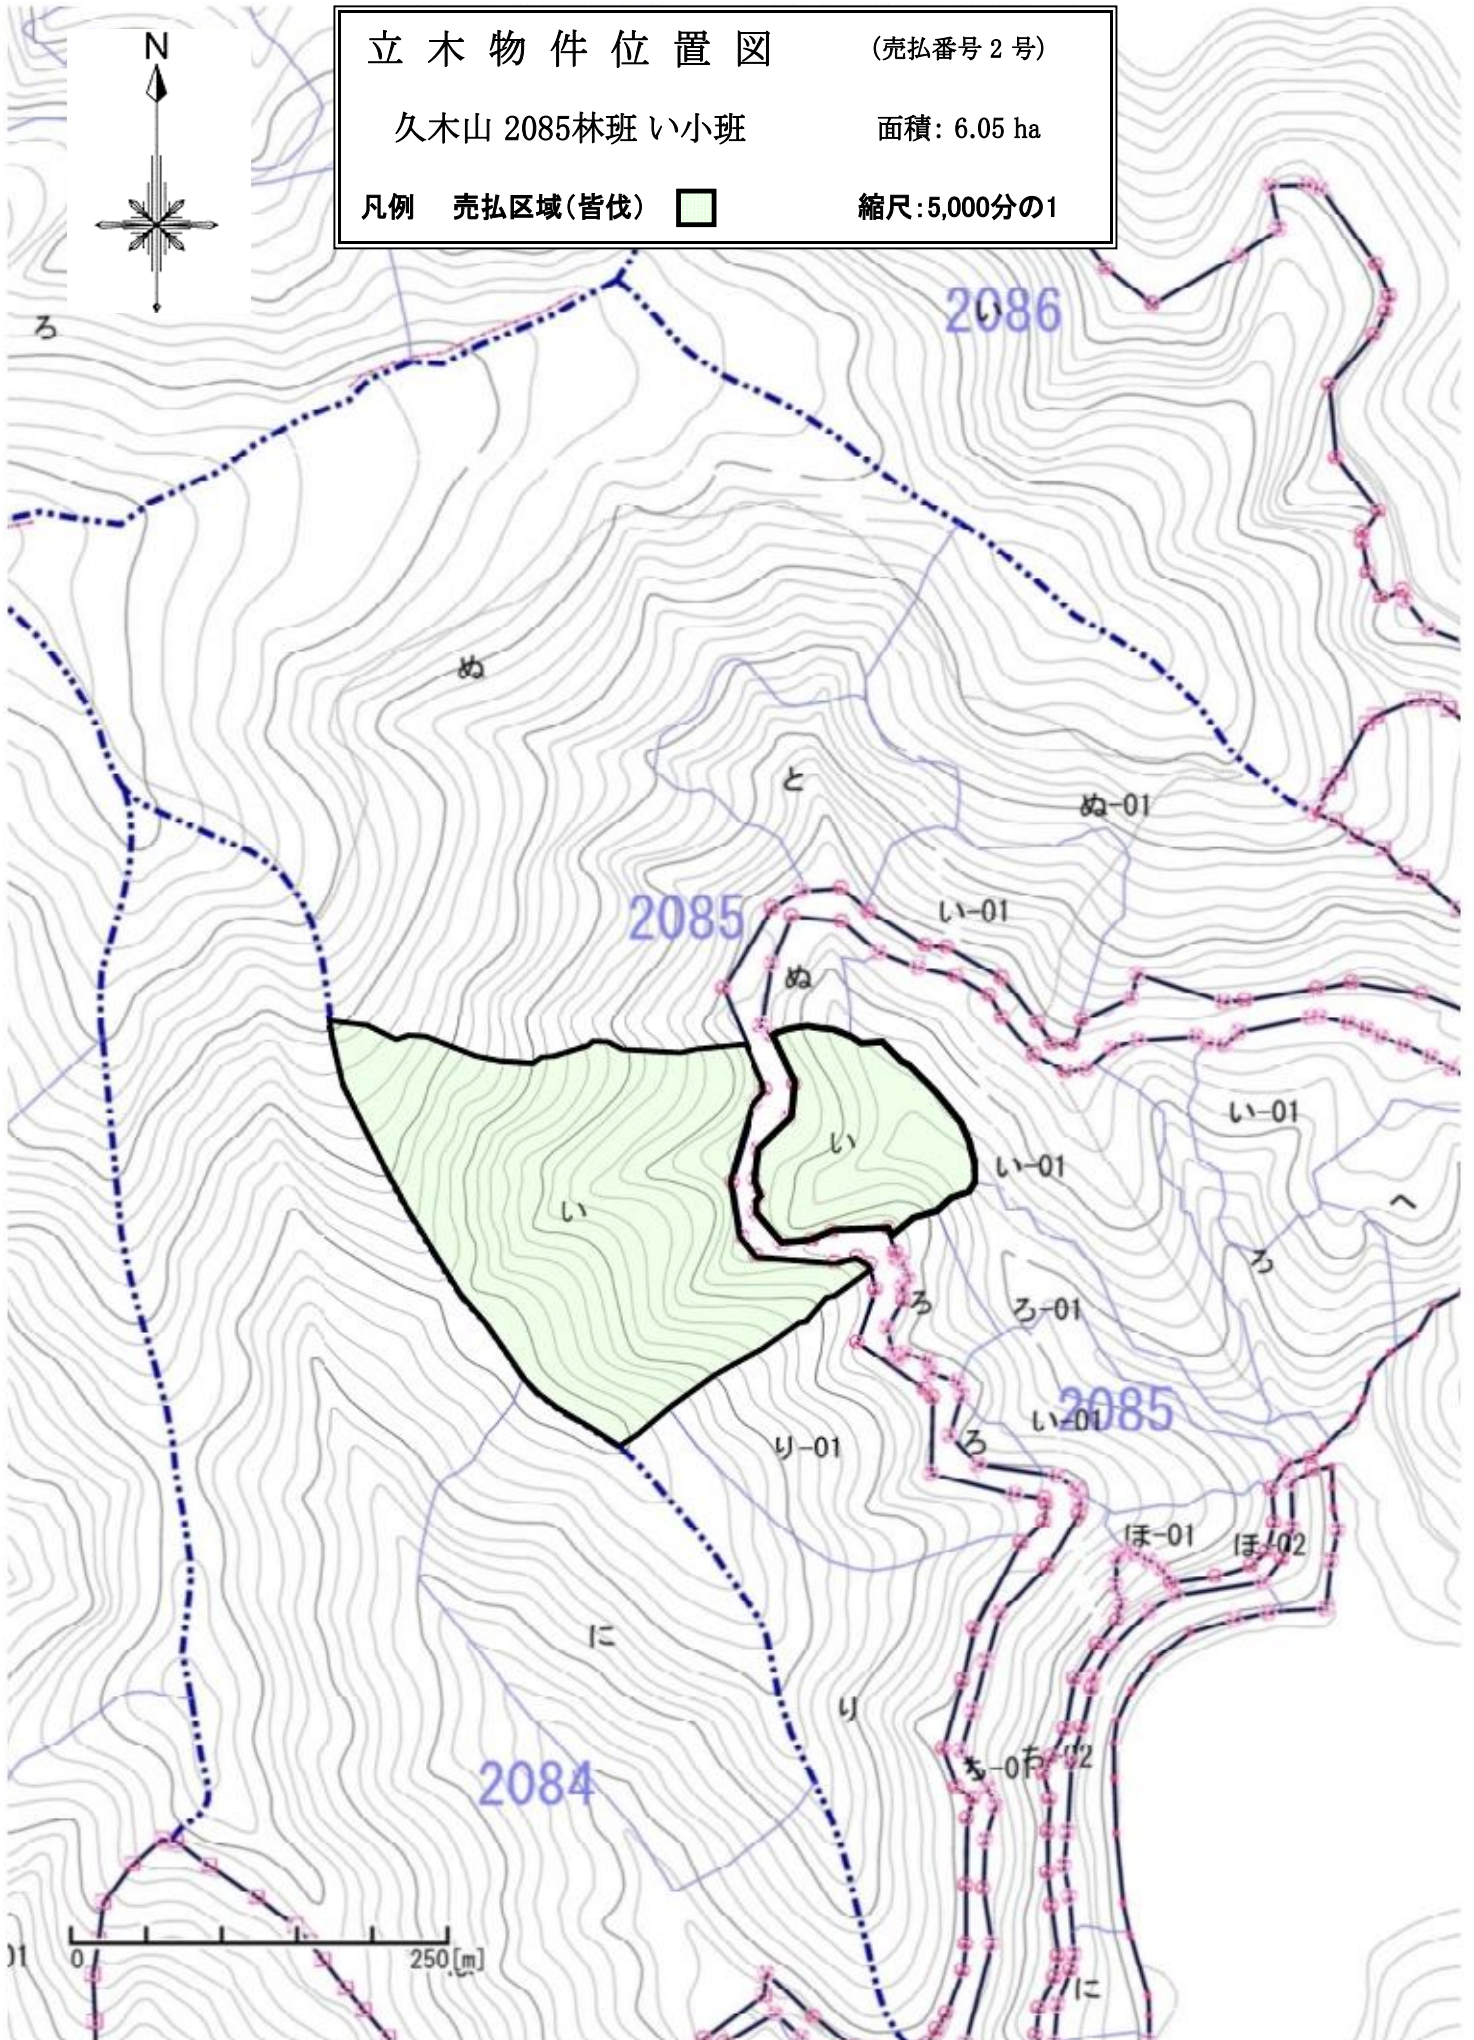 N
立木物件位置図 (売払番号 2 号)
久木山 2085林班 い小班 面積: 6.05 ha
凡例 売払区域(皆伐) 縮尺:5,000分の1
2086
い
ろ
ぬ
と
ぬ-01
2085
い-01
ぬ
い-01
い
い-01
い
へ
ろ
ろ
ろ-01
2085
い-01
り-01
ろ
ほ-01
ほ-02
に
り
2084
01
0
250[m]
に